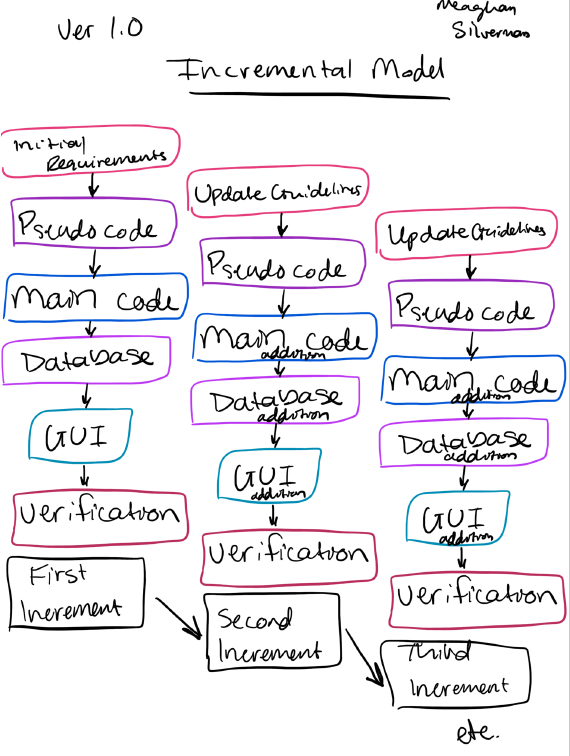 Ver 1.0
Meaghan
Silverman
Incremental Model
Initial
Requirements
Pseudo code
Main code
Database
GUI
Verification
First
Increment
Update Guidelines
Pseudo code
Main code
addition
Database
addition
GUI
addition
Verification
Second
Increment
Update Guidelines
Pseudo code
Main code
addition
Database
addition
GUI
addition
Verification
Third
Increment
etc.